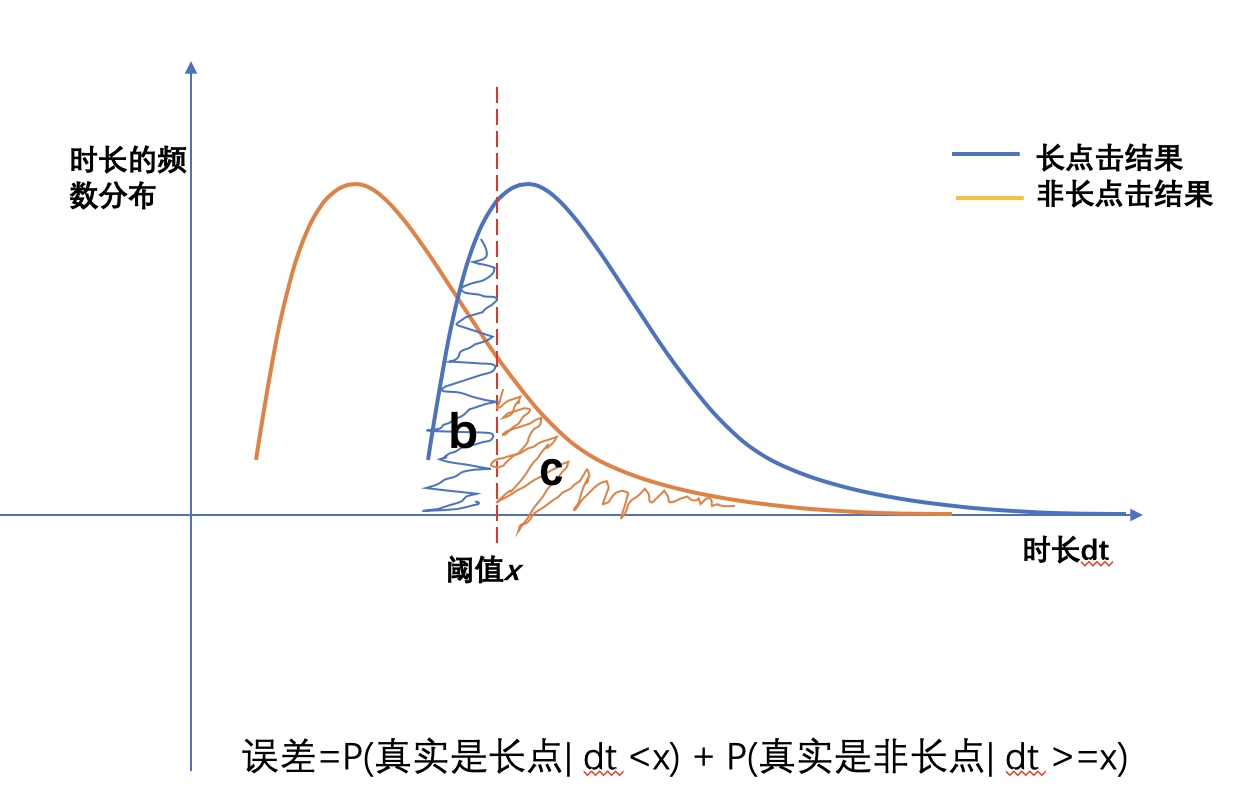 时长的频
数分布
长点击结果
非长点击结果
b
c
时长dt
阈值x
误差=P(真实是长点| dt <x) + P(真实是非长点| dt >=x)